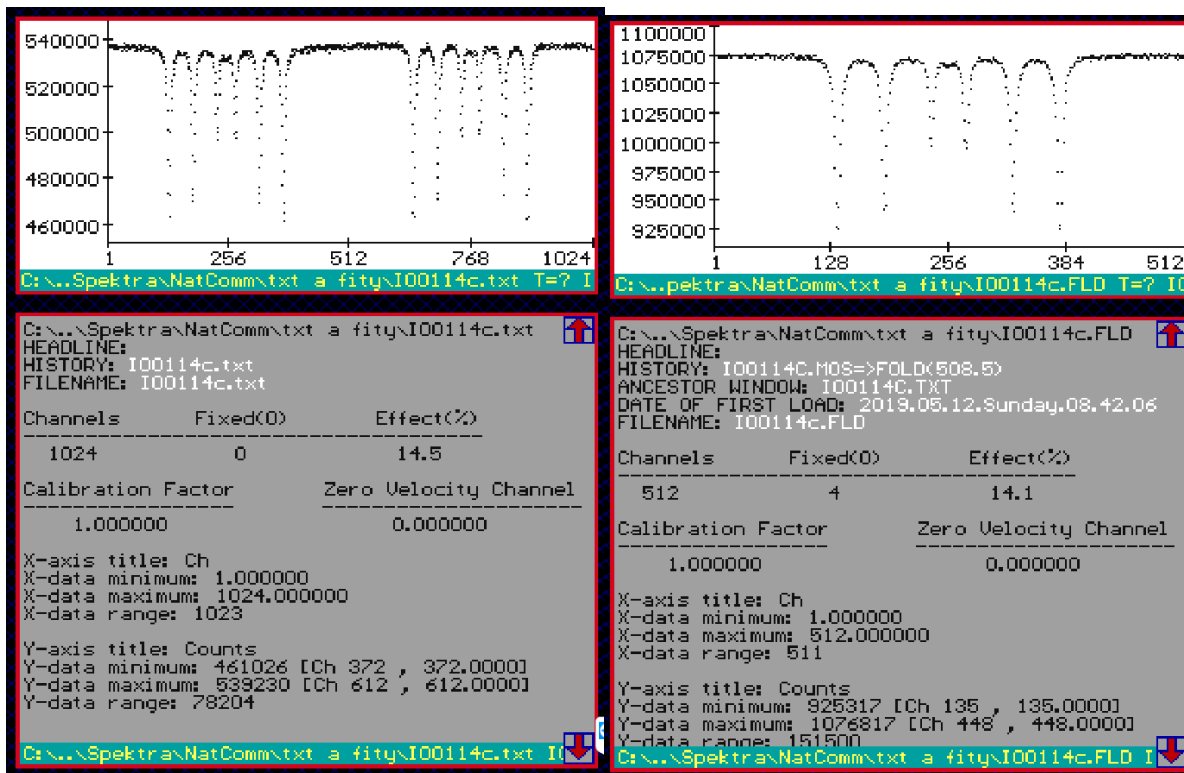 540000
520000
500000
480000
460000
1 256 512 768 1024
C:\..Spektra\NatComm\txt a fity\I00114c.txt T=? I
1100000
1075000
1050000
1025000
1000000
975000
950000
925000
1 128 256 384 512
C:\..pektra\NatComm\txt a fity\I00114c.FLD T=? I0
C:\..\Spektra\NatComm\txt a fity\I00114c.txt
HEADLINE:
HISTORY: I00114c.txt
FILENAME: I00114c.txt
Channels Fixed(0) Effect(%)
1024 0 14.5
Calibration Factor Zero Velocity Channel
1.000000 0.000000
X-axis title: Ch
X-data minimum: 1.000000
X-data maximum: 1024.000000
X-data range: 1023
Y-axis title: Counts
Y-data minimum: 461026 [Ch 372 , 372.0000]
Y-data maximum: 539230 [Ch 612 , 612.0000]
Y-data range: 78204
C:\..\Spektra\NatComm\txt a fity\I00114c.txt I0
C:\..\Spektra\NatComm\txt a fity\I00114c.FLD
HEADLINE:
HISTORY: I00114C.MOS=>FOLD(508.5)
ANCESTOR WINDOW: I00114C.TXT
DATE OF FIRST LOAD: 2019.05.12.Sunday.08.42.06
FILENAME: I00114c.FLD
Channels Fixed(0) Effect(%)
512 4 14.1
Calibration Factor Zero Velocity Channel
1.000000 0.000000
X-axis title: Ch
X-data minimum: 1.000000
X-data maximum: 512.000000
X-data range: 511
Y-axis title: Counts
Y-data minimum: 925317 [Ch 135 , 135.0000]
Y-data maximum: 1076817 [Ch 448 , 448.0000]
Y-data range: 151500
C:\..\Spektra\NatComm\txt a fity\I00114c.FLD I